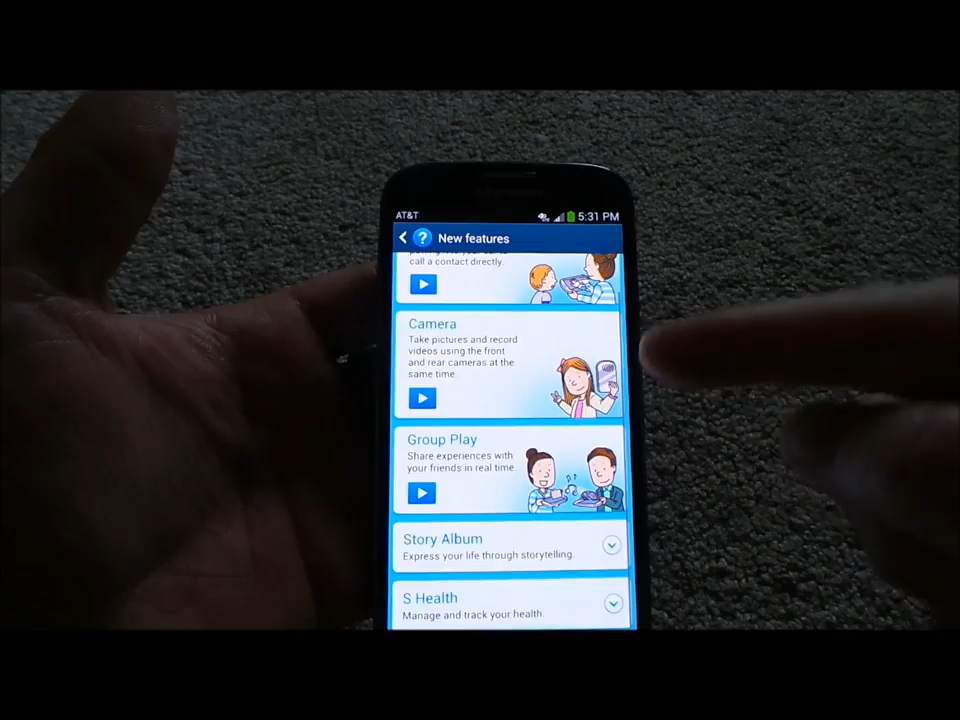 AT&T 5:31 PM
New features
call a contact directly.
Camera
Take pictures and record
videos using the front
and rear cameras at the
same time.
Group Play
Share experiences with
your friends in real time.
Story Album
Express your life through storytelling.
S Health
Manage and track your health.